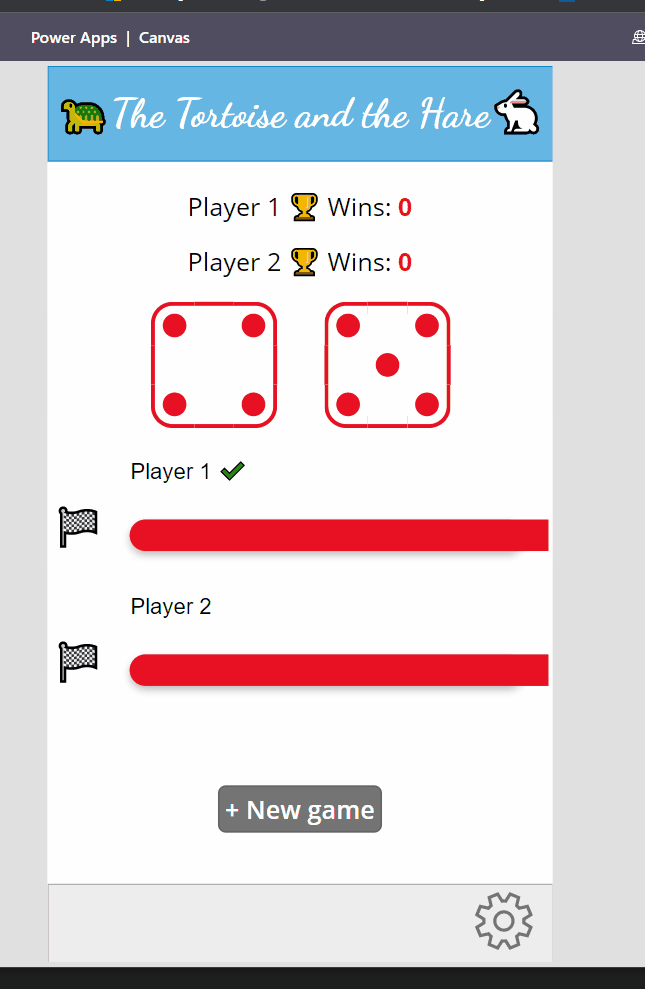 Power Apps | Canvas
The Tortoise and the Hare
Player 1 🏆 Wins: 0
Player 2 🏆 Wins: 0
Player 1 ✔
Player 2
+ New game